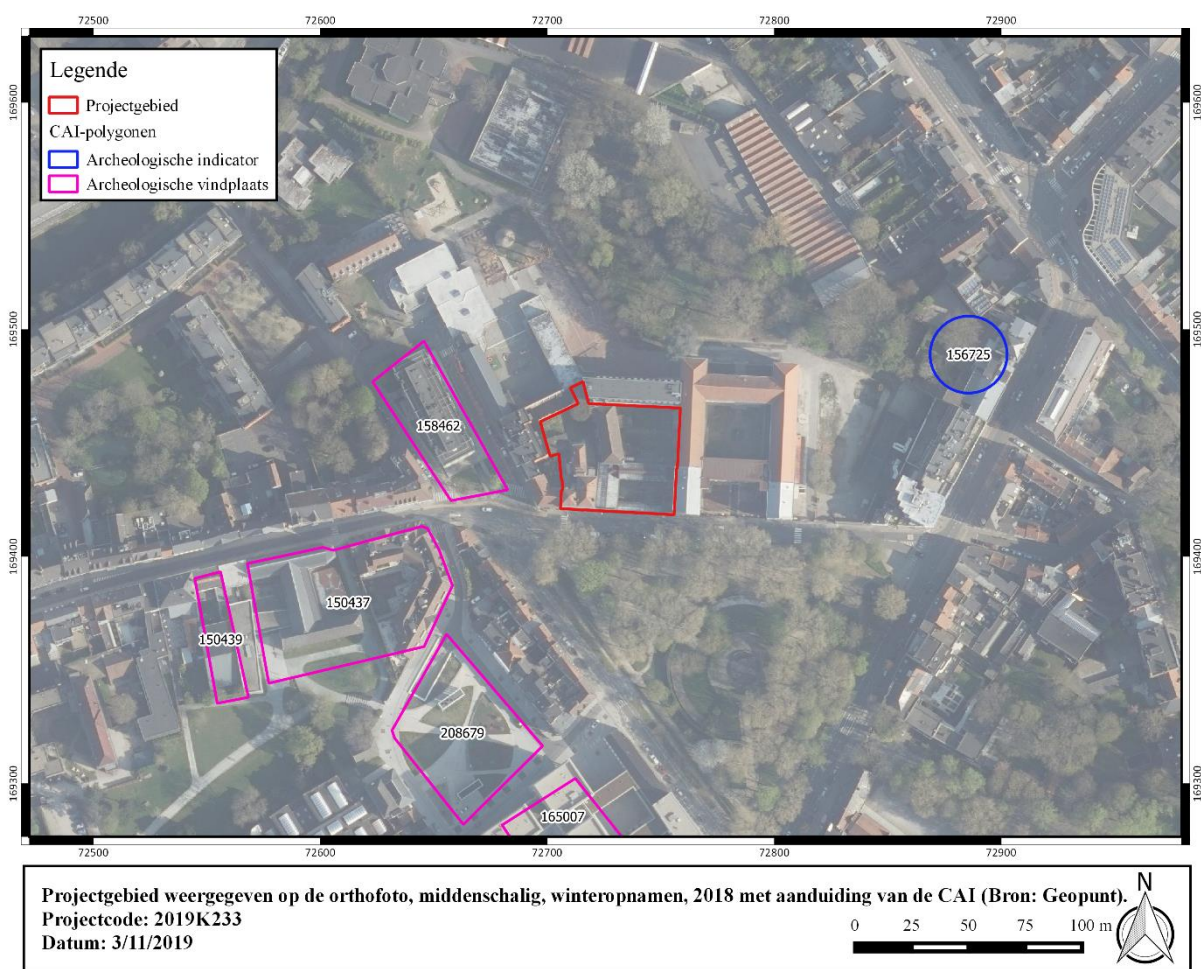 72500 72600 72700 72800 72900
Legende
Projectgebied
CAI-polygonen
Archeologische indicator
Archeologische vindplaats
169600 169600
169500 169500
156725
158462
169400 169400
150437
150439
208679
169300 169300
165007
72500 72600 72700 72800 72900
Projectgebied weergegeven op de orthofoto, middenschalig, winteropnamen, 2018 met aanduiding van de CAI (Bron: Geopunt).
Projectcode: 2019K233
Datum: 3/11/2019
N
0 25 50 75 100 m